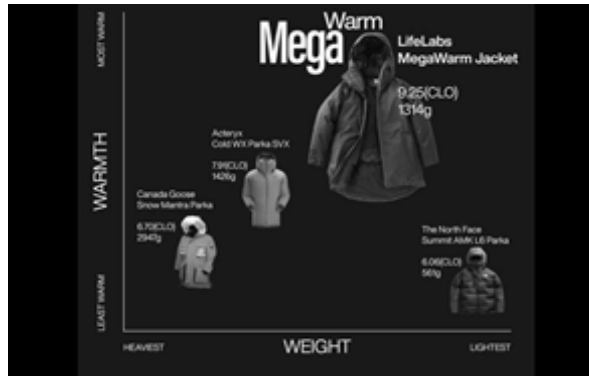 Warm
Mega
LifeLabs
MegaWarm Jacket
9.25(CLO)
1314g
Acteryx
Cold WX Parka SVX
7.91(CLO)
1426g
Canada Goose
Snow Mantra Parka
6.70(CLO)
2947g
The North Face
Summit AMK L6 Parka
6.06(CLO)
561g
MOST WARM
WARMTH
LEAST WARM
HEAVIEST
WEIGHT
LIGHTEST